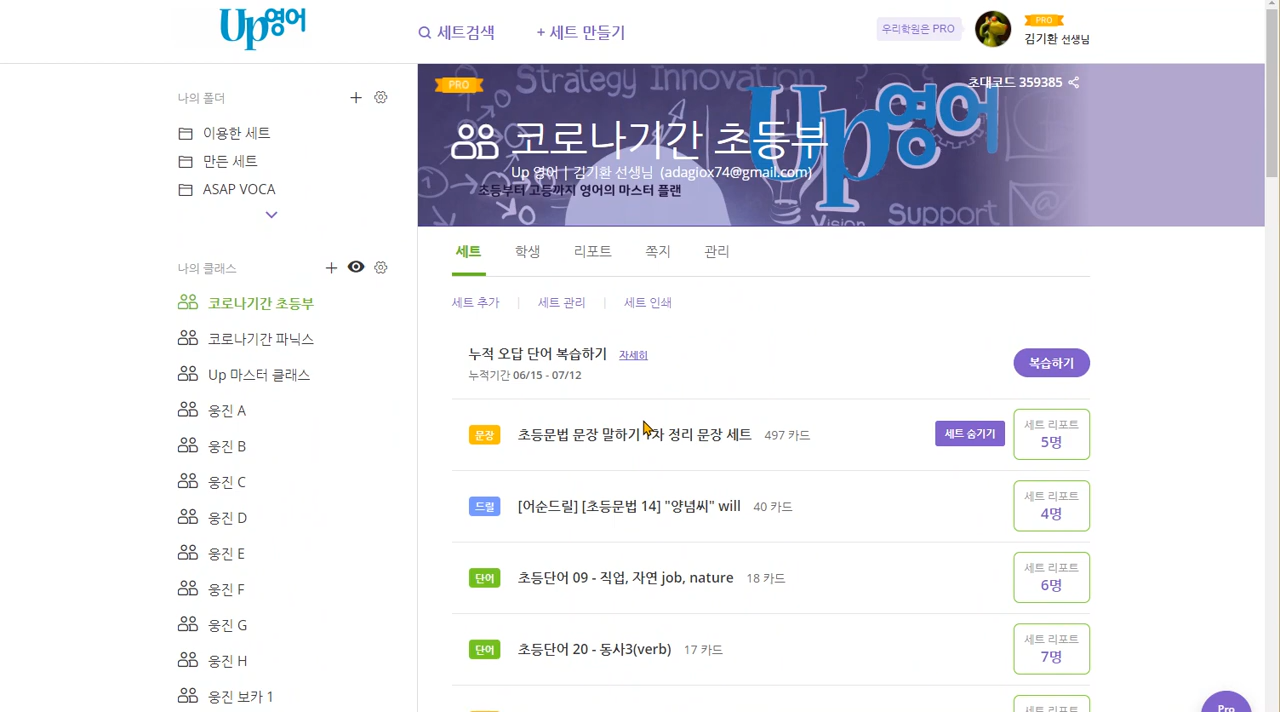 Up영어
세트검색
+ 세트 만들기
우리학원은 PRO
PRO
김기환 선생님
나의 폴더
이용한 세트
만든 세트
ASAP VOCA
나의 클래스
코로나기간 초등부
코로나기간 파닉스
Up 마스터 클래스
웅진 A
웅진 B
웅진 C
웅진 D
웅진 E
웅진 F
웅진 G
웅진 H
웅진 보카 1
PRO
Strategy Innovation
초대코드 359385
코로나기간 초등부
Up영어
Up 영어 | 김기환 선생님 (adagiox74@gmail.com)
초등부터 고등까지 영어의 마스터 플랜
Vision
Support
세트 학생 리포트 쪽지 관리
세트 추가 | 세트 관리 | 세트 인쇄
누적 오답 단어 복습하기 자세히
누적기간 06/15 - 07/12
복습하기
문장 초등문법 문장 말하기 1차 정리 문장 세트 497 카드
세트 숨기기
세트 리포트
5명
드릴 [어순드릴] [초등문법 14] "양념씨" will 40 카드
세트 리포트
4명
단어 초등단어 09 - 직업, 자연 job, nature 18 카드
세트 리포트
6명
단어 초등단어 20 - 동사3(verb) 17 카드
세트 리포트
7명
세트 리포트
Pro